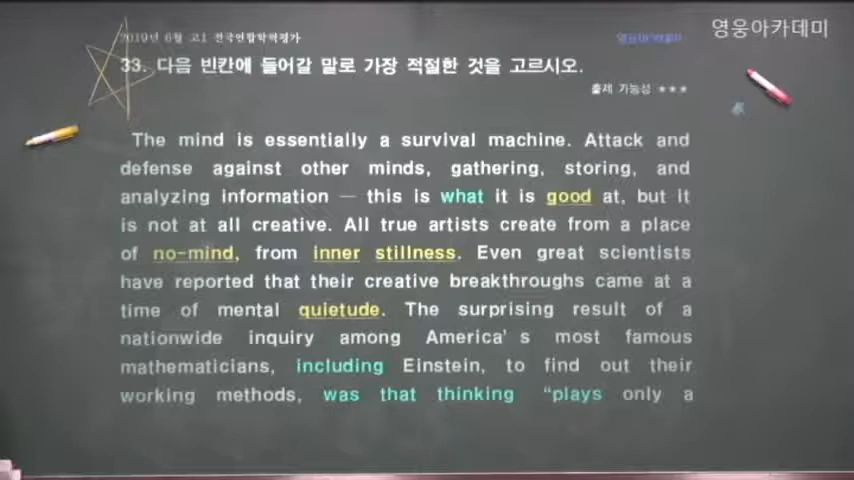 영웅아카데미
2019년 6월 고1 전국연합학력평가
영웅아카데미
33. 다음 빈칸에 들어갈 말로 가장 적절한 것을 고르시오.
출제 가능성 ★★★
The mind is essentially a survival machine. Attack and
defense against other minds, gathering, storing, and
analyzing information — this is what it is good at, but it
is not at all creative. All true artists create from a place
of no-mind, from inner stillness. Even great scientists
have reported that their creative breakthroughs came at a
time of mental quietude. The surprising result of a
nationwide inquiry among America's most famous
mathematicians, including Einstein, to find out their
working methods, was that thinking “plays only a